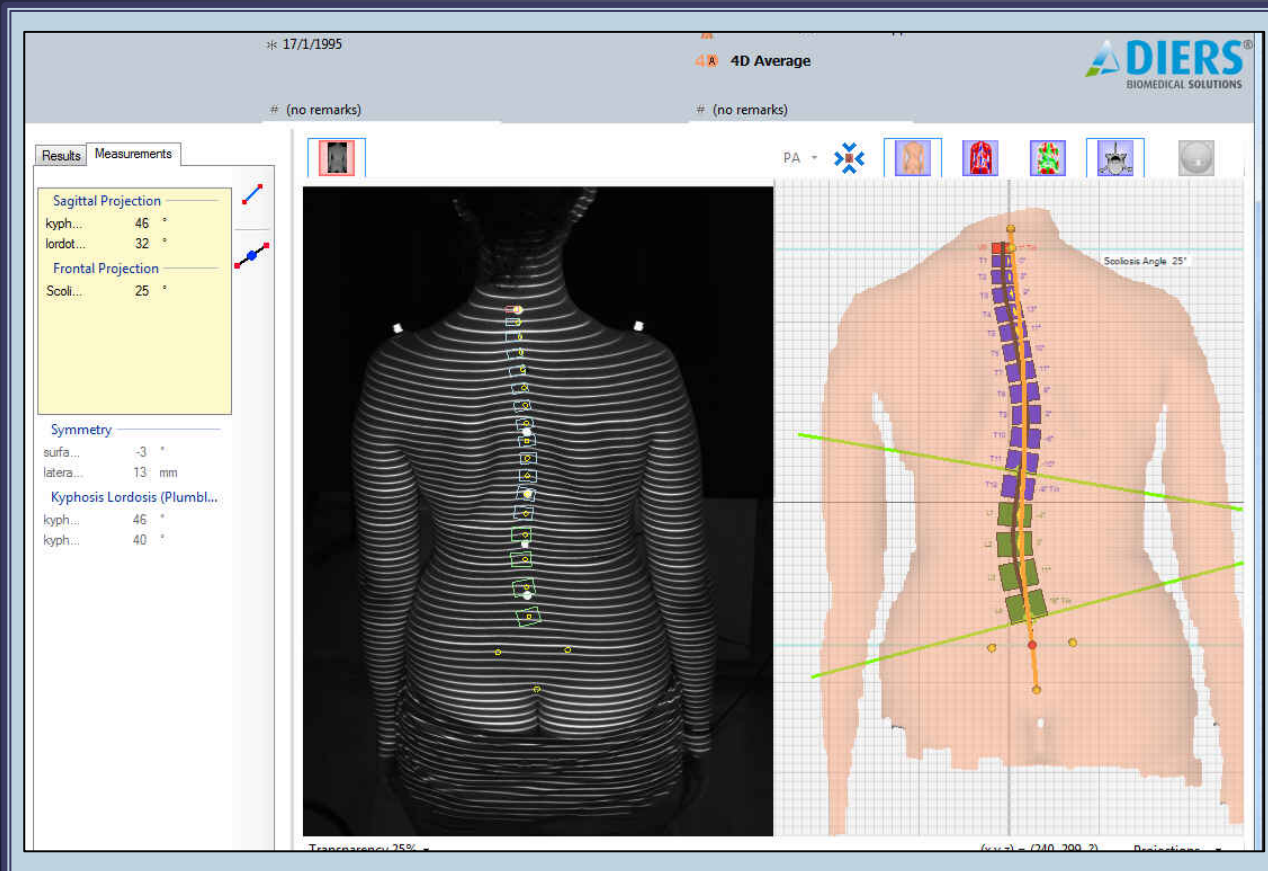 17/1/1995
4D Average
DIERS®
BIOMEDICAL SOLUTIONS
# (no remarks)
# (no remarks)
Results
Measurements
PA
Sagittal Projection
kyph... 46 °
lordot... 32 °
Frontal Projection
Scoli... 25 °
Scoliosis Angle 25°
T1
T2
T3
T4
T5
T6
T7
T8
T9
T10
T11
T12
L1
L2
L3
L4
Symmetry
surfa... -3 °
latera... 13 mm
Kyphosis Lordosis (Plumbl...
kyph... 46 °
kyph... 40 °
Transparency 25%
(x,y,z) = (240, 299, ?)
Projections